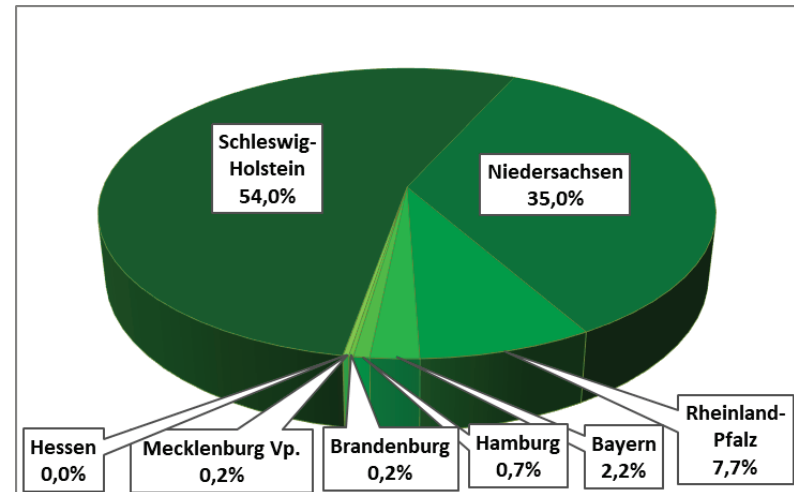 Schleswig-
Holstein
54,0%
Niedersachsen
35,0%
Rheinland-
Pfalz
7,7%
Bayern
2,2%
Hamburg
0,7%
Brandenburg
0,2%
Mecklenburg Vp.
0,2%
Hessen
0,0%